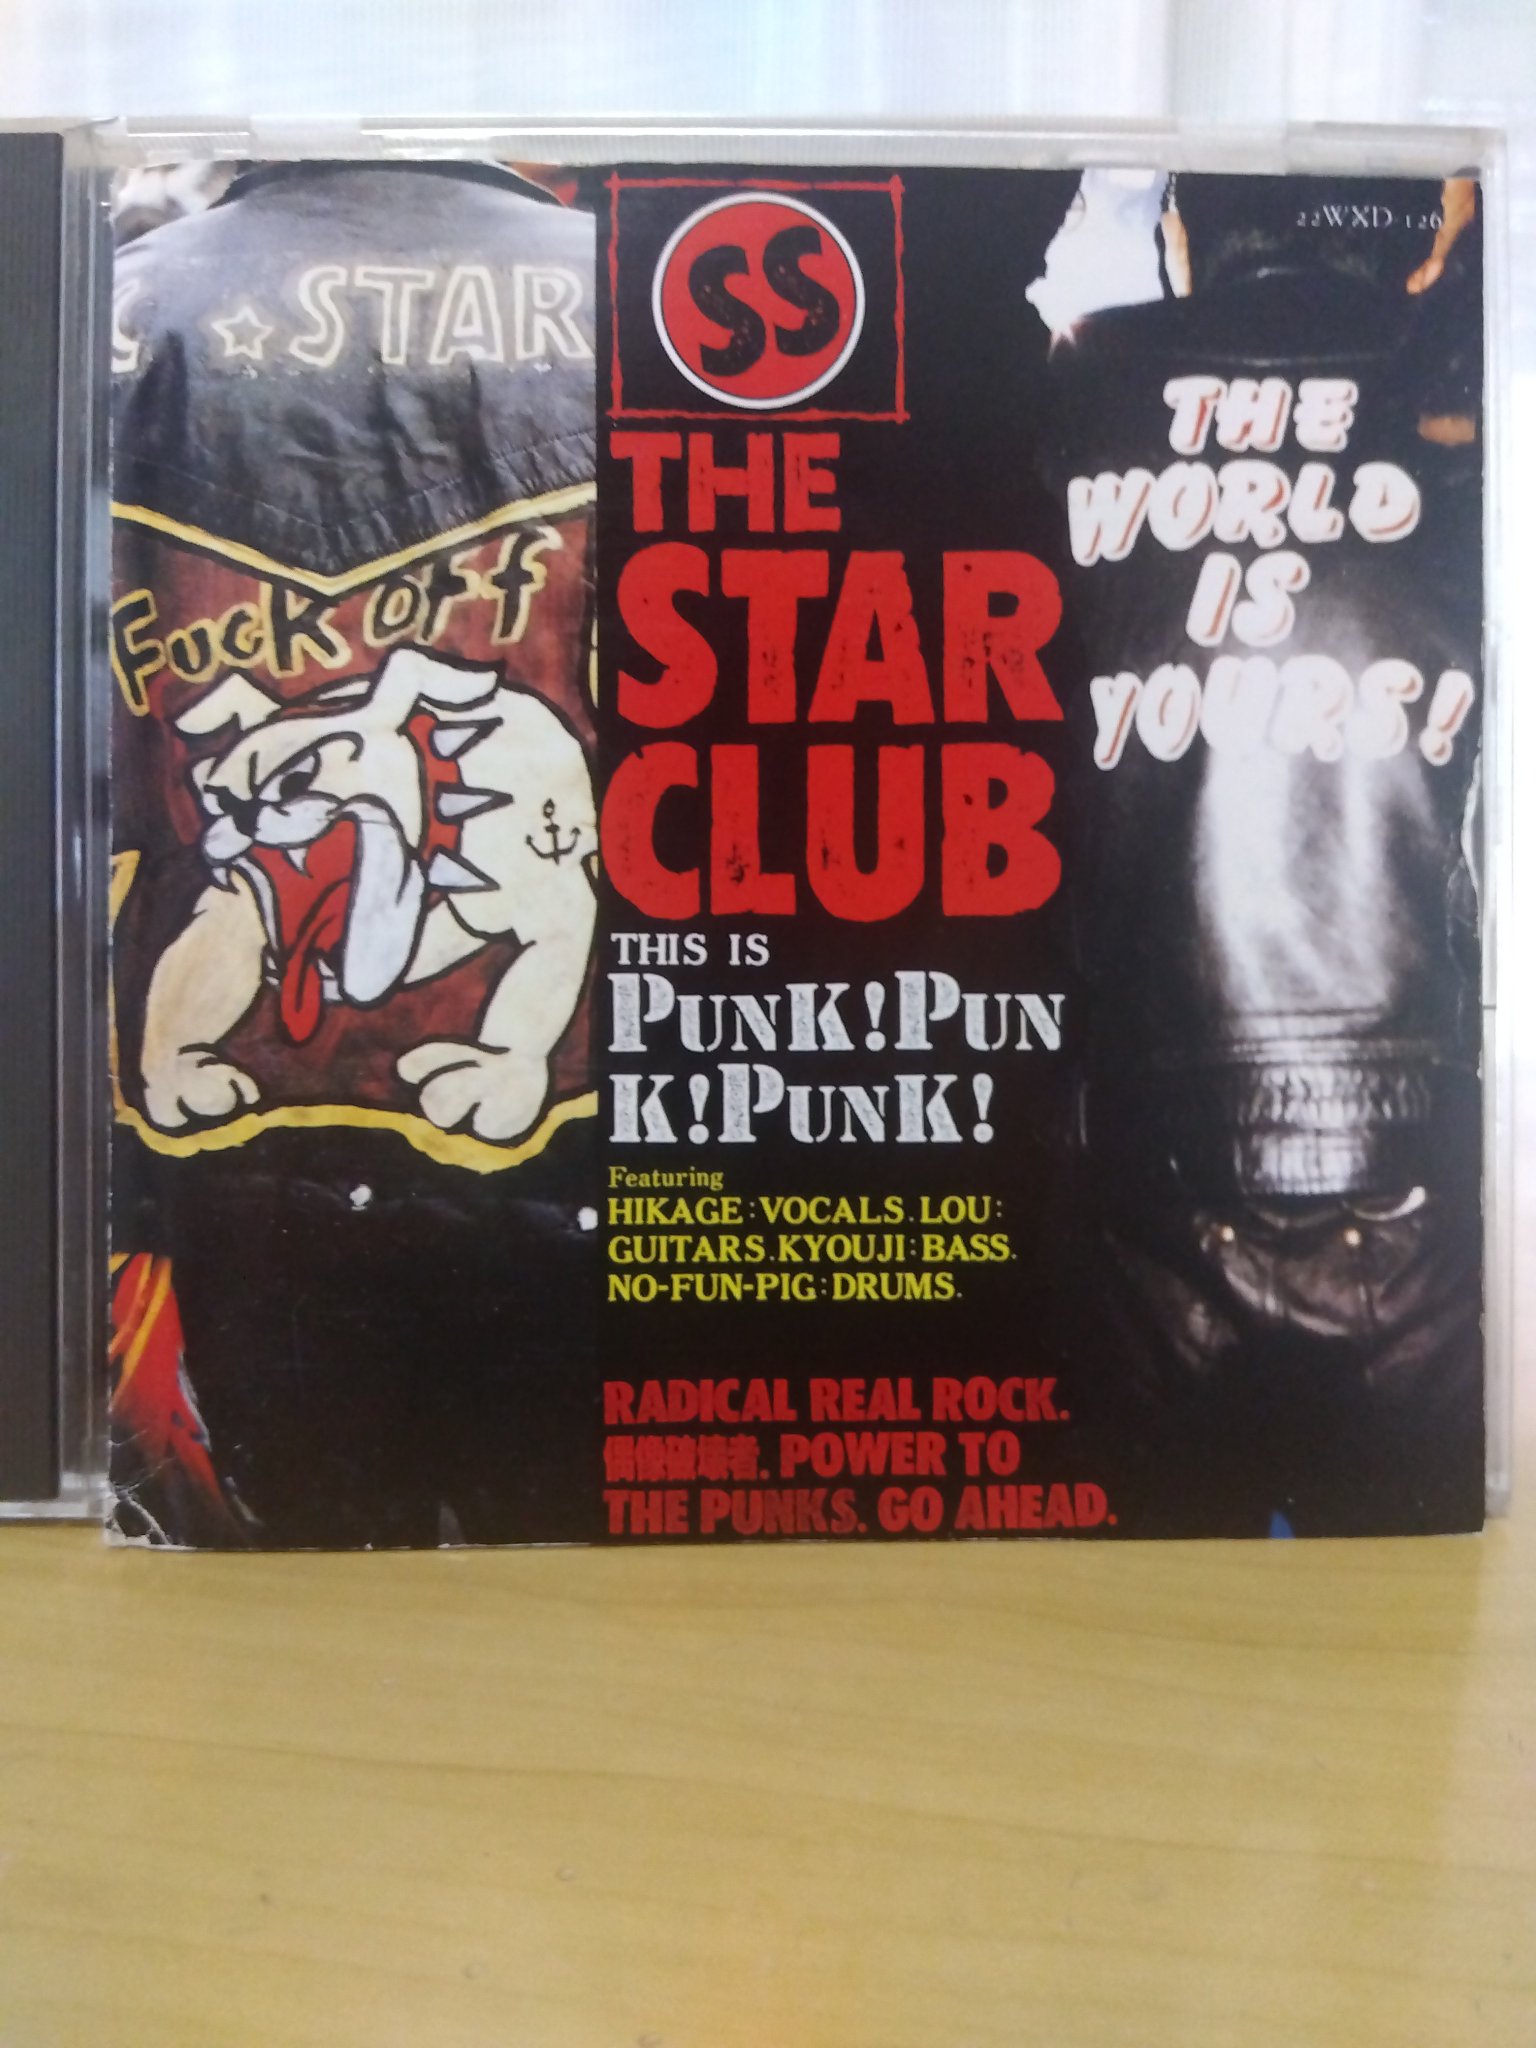 ★ STAR
Fuck off
SS
THE
STAR
CLUB
THIS IS
PUNK!PUN
K!PUNK!
Featuring
HIKAGE:VOCALS.LOU:
GUITARS.KYOUJI:BASS.
NO-FUN-PIG:DRUMS.
RADICAL REAL ROCK.
偶像破壊者. POWER TO
THE PUNKS. GO AHEAD.
22WXD-126
THE
WORLD
IS
YOURS!